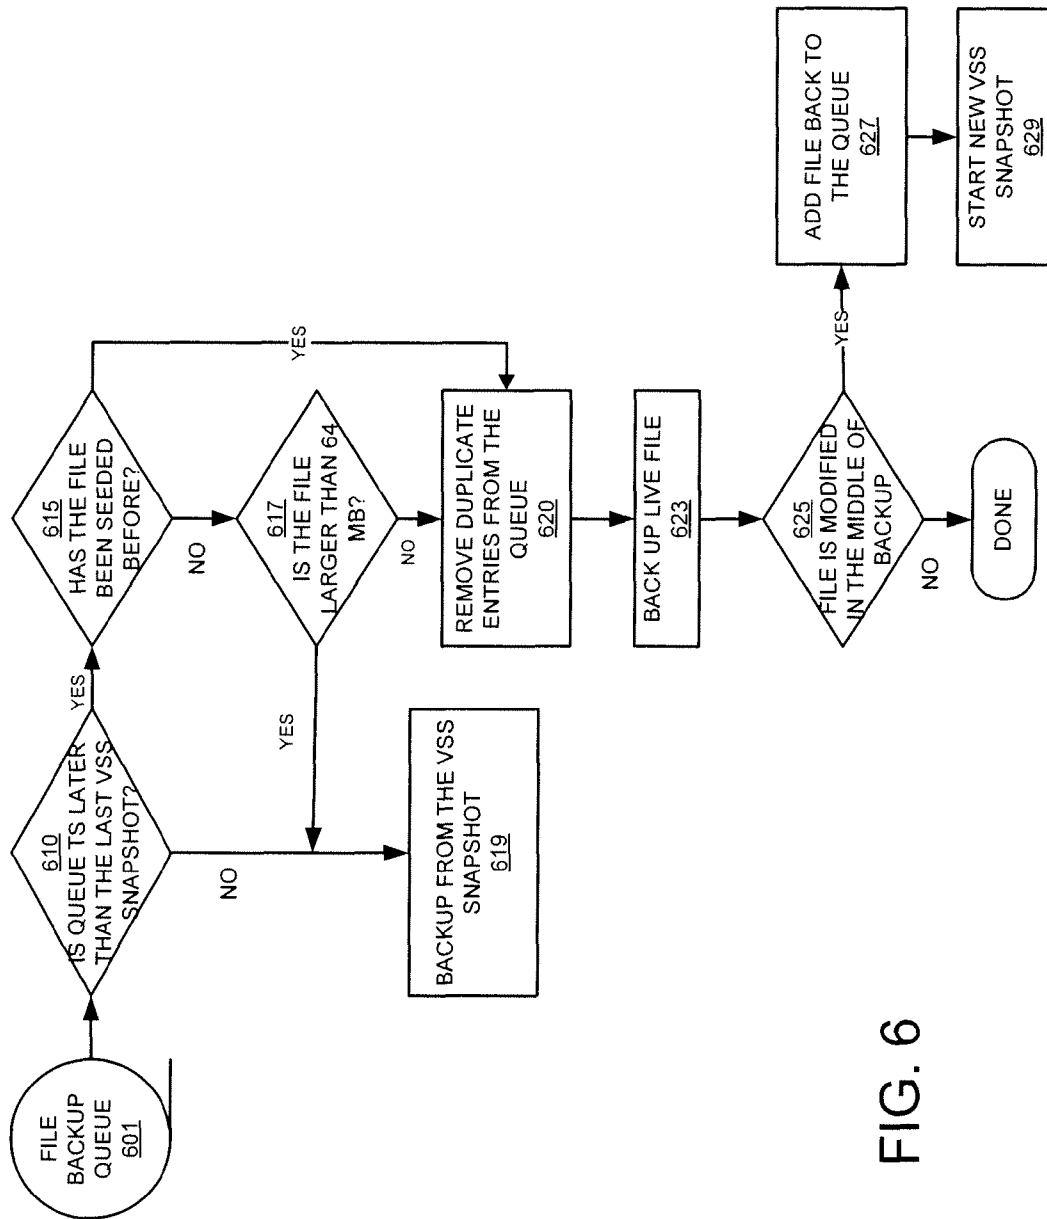 FILE
BACKUP
QUEUE
601
610
IS QUEUE TS LATER
THAN THE LAST VSS
SNAPSHOT?
YES
NO
615
HAS THE FILE
BEEN SEEDED
BEFORE?
YES
NO
617
IS THE FILE
LARGER THAN 64
MB?
YES
NO
BACKUP FROM THE VSS
SNAPSHOT
619
REMOVE DUPLICATE
ENTRIES FROM THE
QUEUE
620
BACK UP LIVE FILE
623
625
FILE IS MODIFIED
IN THE MIDDLE OF
BACKUP
YES
NO
ADD FILE BACK TO
THE QUEUE
627
START NEW VSS
SNAPSHOT
629
DONE
FIG. 6